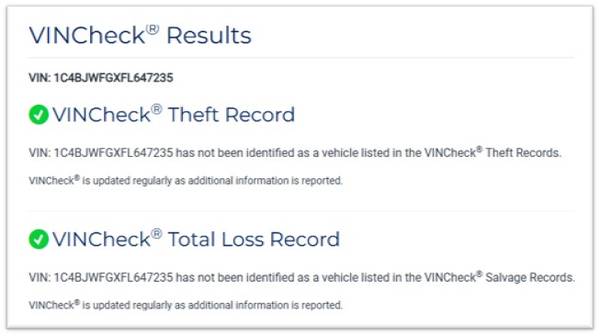 VINCheck® Results
VIN: 1C4BJWFGXFL647235
VINCheck® Theft Record
VIN: 1C4BJWFGXFL647235 has not been identified as a vehicle listed in the VINCheck® Theft Records.
VINCheck® is updated regularly as additional information is reported.
VINCheck® Total Loss Record
VIN: 1C4BJWFGXFL647235 has not been identified as a vehicle listed in the VINCheck® Salvage Records.
VINCheck® is updated regularly as additional information is reported.